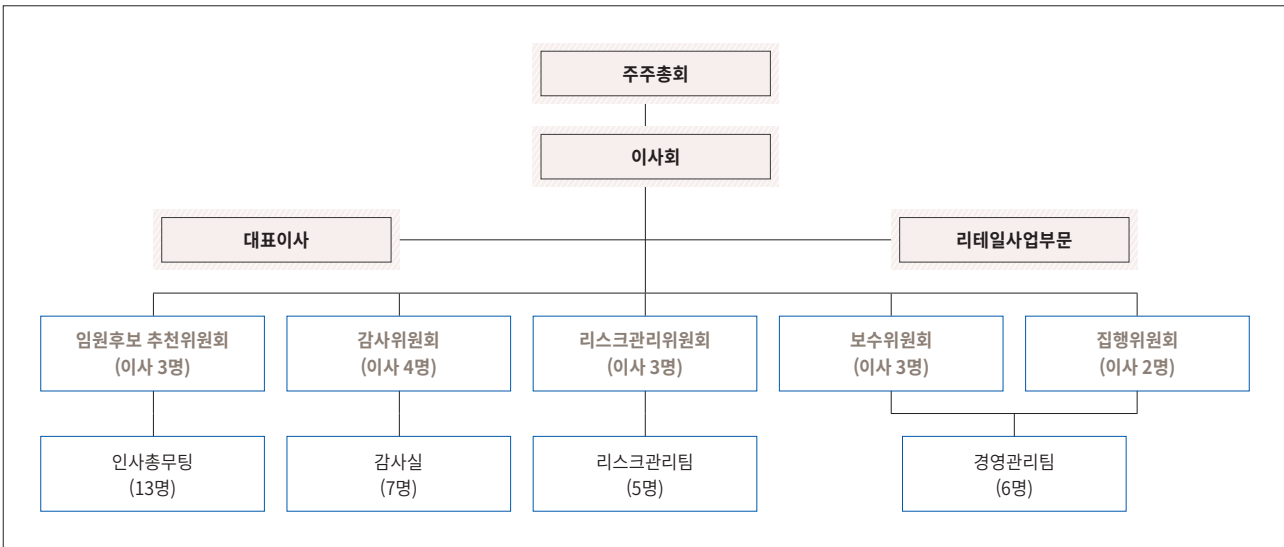 주주총회
이사회
대표이사
리테일사업부문
임원후보 추천위원회
(이사 3명)
감사위원회
(이사 4명)
리스크관리위원회
(이사 3명)
보수위원회
(이사 3명)
집행위원회
(이사 2명)
인사총무팅
(13명)
감사실
(7명)
리스크관리팀
(5명)
경영관리팀
(6명)